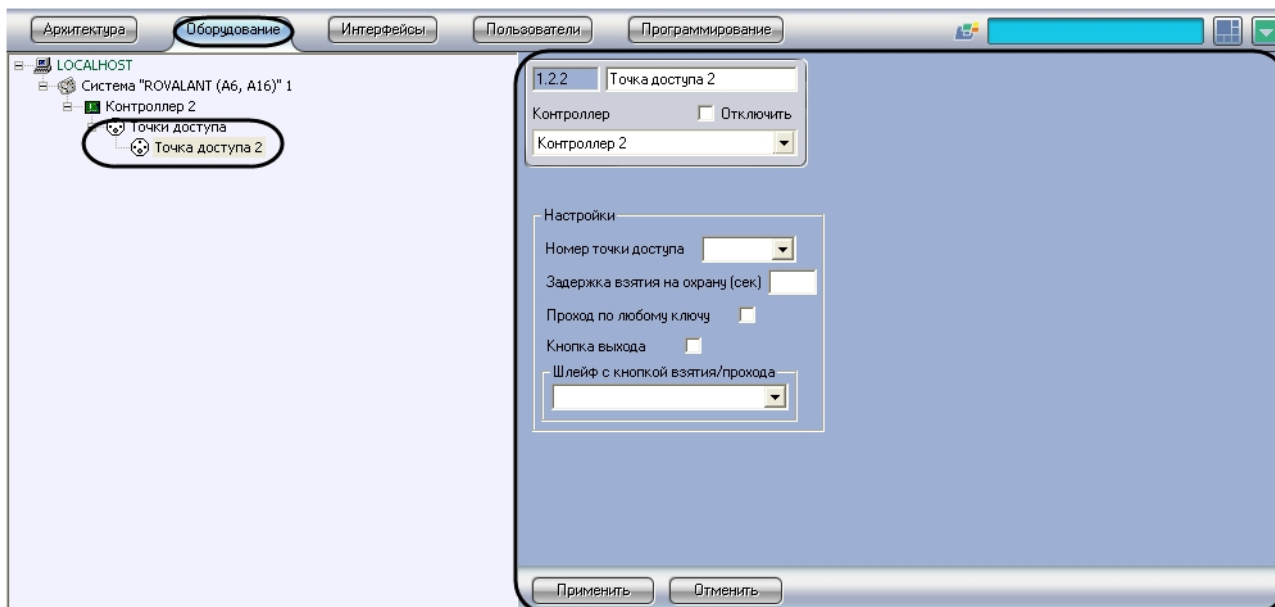 Архитектура Оборудование Интерфейсы Пользователи Программирование
LOCALHOST
Система "ROVALANT (A6, A16)" 1
Контроллер 2
Точки доступа
Точка доступа 2
1.2.2 Точка доступа 2
Контроллер Отключить
Контроллер 2
Настройки
Номер точки доступа
Задержка взятия на охрану (сек)
Проход по любому ключу
Кнопка выхода
Шлейф с кнопкой взятия/прохода
Применить Отменить